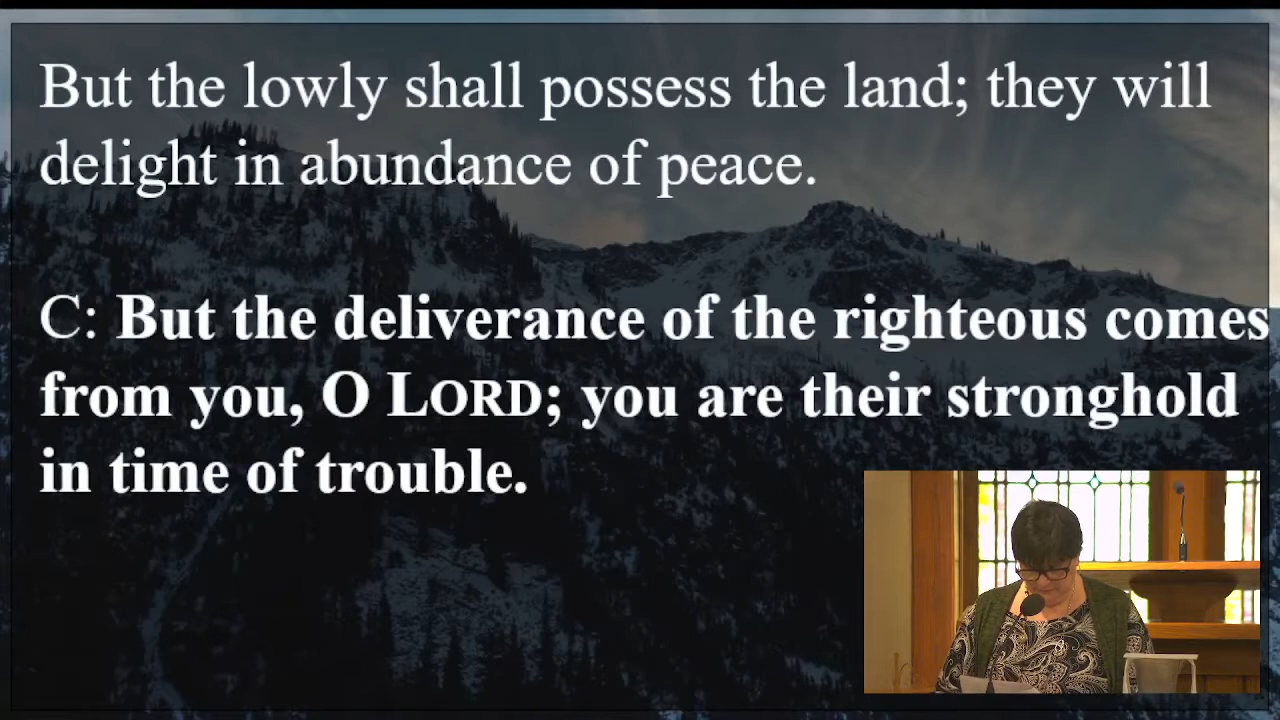 But the lowly shall possess the land; they will
delight in abundance of peace.
C: But the deliverance of the righteous comes
from you, O LORD; you are their stronghold
in time of trouble.